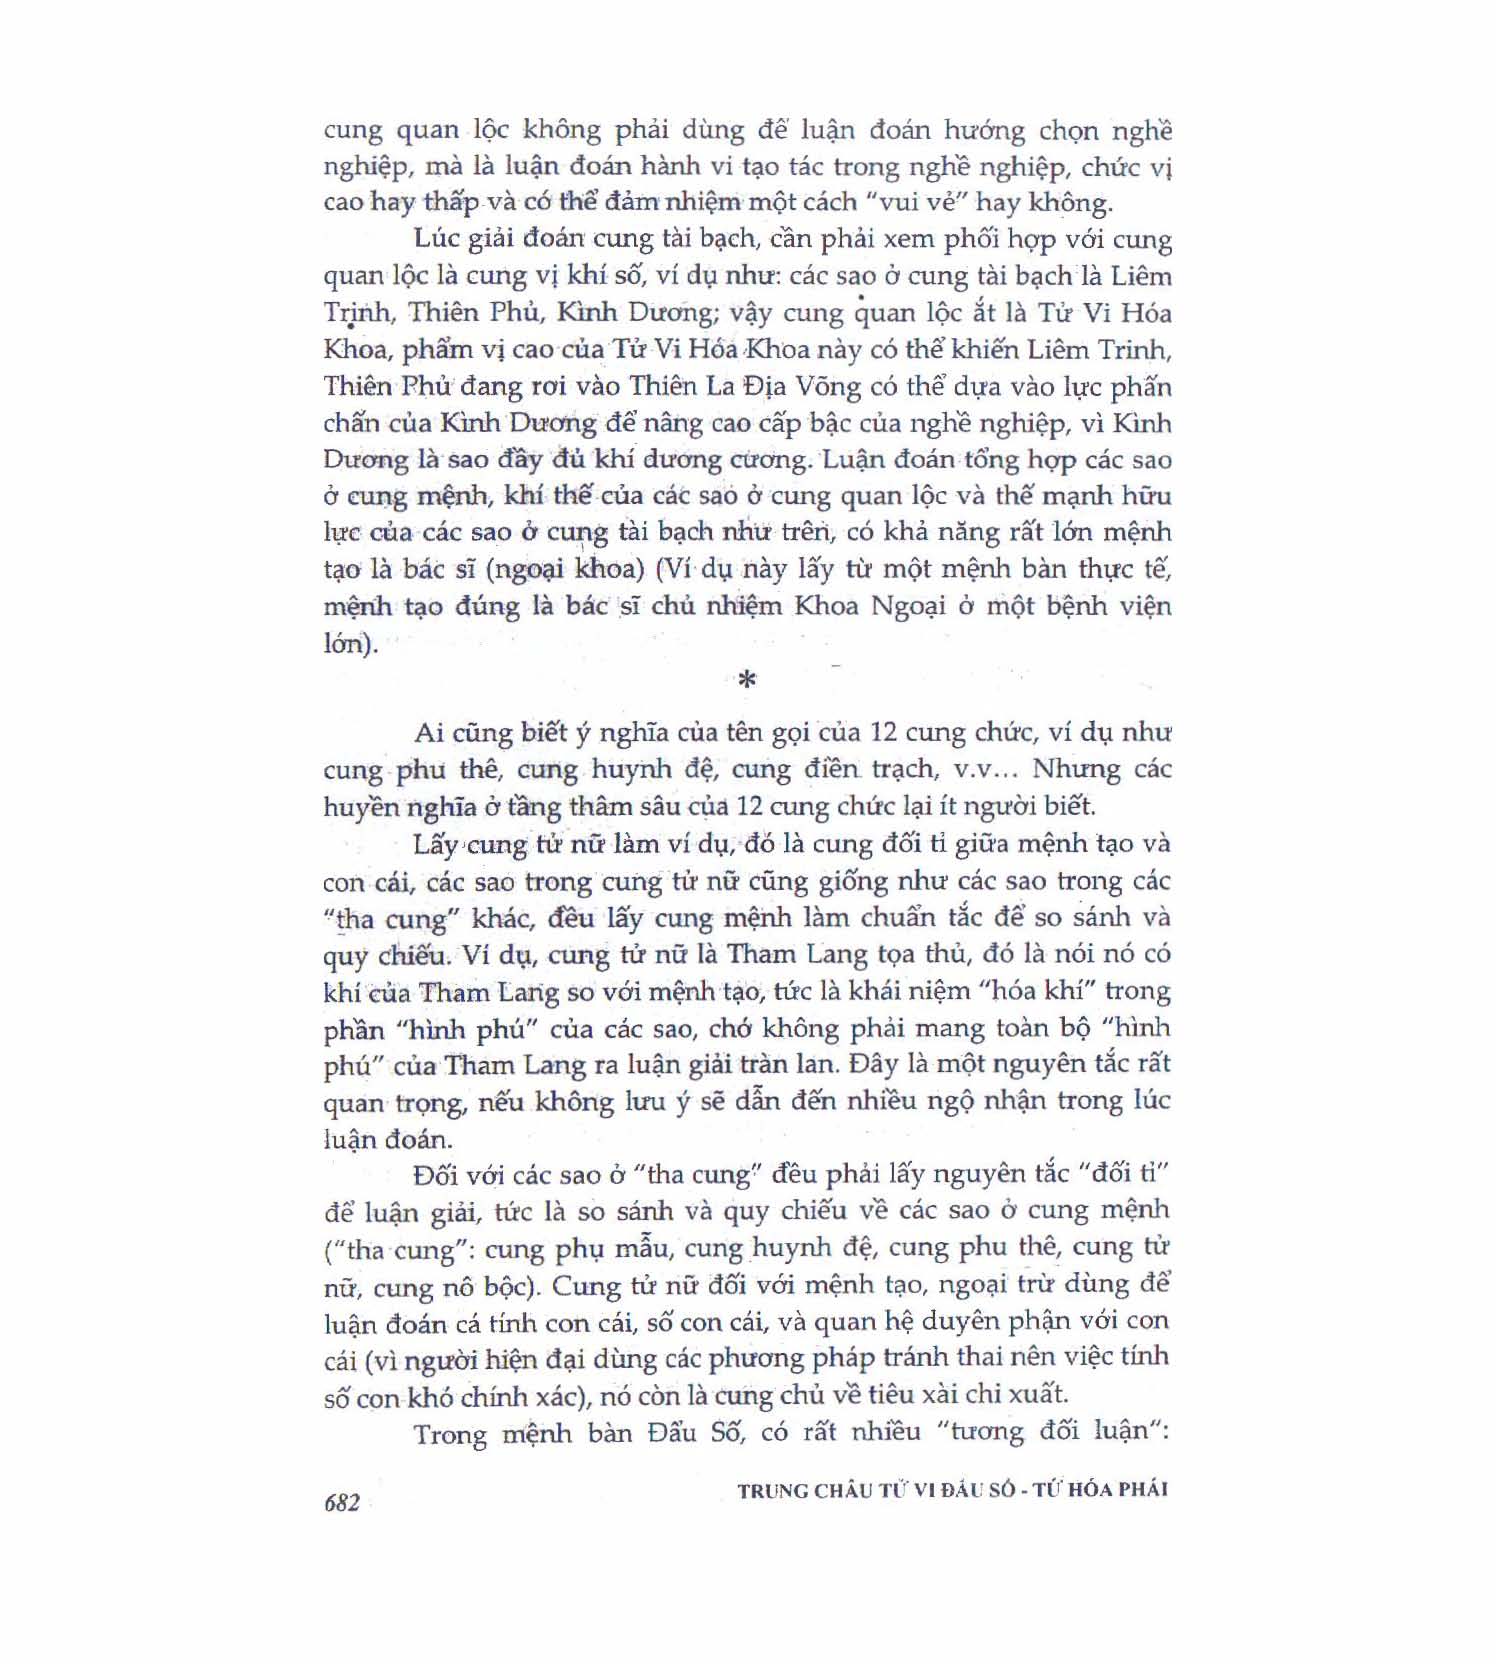 cung quan lộc không phải dùng để luận đoán hướng chọn nghề
nghiệp, mà là luận đoán hành vi tạo tác trong nghề nghiệp, chức vị
cao hay thấp và có thể đảm nhiệm một cách "vui vẻ" hay không.
Lúc giải đoán cung tài bạch, cần phải xem phối hợp với cung
quan lộc là cung vị khí số, ví dụ như: các sao ở cung tài bạch là Liêm
Trinh, Thiên Phủ, Kình Dương; vậy cung quan lộc ắt là Tử Vi Hóa
Khoa, phẩm vị cao của Tử Vi Hóa Khoa này có thể khiến Liêm Trinh,
Thiên Phủ đang rơi vào Thiên La Địa Võng có thể dựa vào lực phấn
chấn của Kình Dương để nâng cao cấp bậc của nghề nghiệp, vì Kình
Dương là sao đầy đủ khí dương cương. Luận đoán tổng hợp các sao
ở cung mệnh, khí thế của các sao ở cung quan lộc và thế mạnh hữu
lực của các sao ở cung tài bạch như trên, có khả năng rất lớn mệnh
tạo là bác sĩ (ngoại khoa) (Ví dụ này lấy từ một mệnh bàn thực tế,
mệnh tạo đúng là bác sĩ chủ nhiệm Khoa Ngoại ở một bệnh viện
lớn).
*
Ai cũng biết ý nghĩa của tên gọi của 12 cung chức, ví dụ như
cung phu thê, cung huynh đệ, cung điền trạch, v.v... Nhưng các
huyền nghĩa ở tầng thâm sâu của 12 cung chức lại ít người biết.
Lấy cung tử nữ làm ví dụ, đó là cung đối tỉ giữa mệnh tạo và
con cái, các sao trong cung tử nữ cũng giống như các sao trong các
"tha cung" khác, đều lấy cung mệnh làm chuẩn tắc để so sánh và
quy chiếu. Ví dụ, cung tử nữ là Tham Lang tọa thủ, đó là nói nó có
khí của Tham Lang so với mệnh tạo, tức là khái niệm "hóa khí" trong
phần "hình phú" của các sao, chớ không phải mang toàn bộ "hình
phú" của Tham Lang ra luận giải tràn lan. Đây là một nguyên tắc rất
quan trọng, nếu không lưu ý sẽ dẫn đến nhiều ngộ nhận trong lúc
luận đoán.
Đối với các sao ở "tha cung" đều phải lấy nguyên tắc "đối tỉ"
để luận giải, tức là so sánh và quy chiếu về các sao ở cung mệnh
("tha cung": cung phụ mẫu, cung huynh đệ, cung phu thê, cung tử
nữ, cung nô bộc). Cung tử nữ đối với mệnh tạo, ngoại trừ dùng để
luận đoán cá tính con cái, số con cái, và quan hệ duyên phận với con
cái (vì người hiện đại dùng các phương pháp tránh thai nên việc tính
số con khó chính xác), nó còn là cung chủ về tiêu xài chi xuất.
Trong mệnh bàn Đẩu Số, có rất nhiều "tương đối luận":
682 TRUNG CHÂU TỬ VI ĐẨU SỐ - TỨ HÓA PHÁI